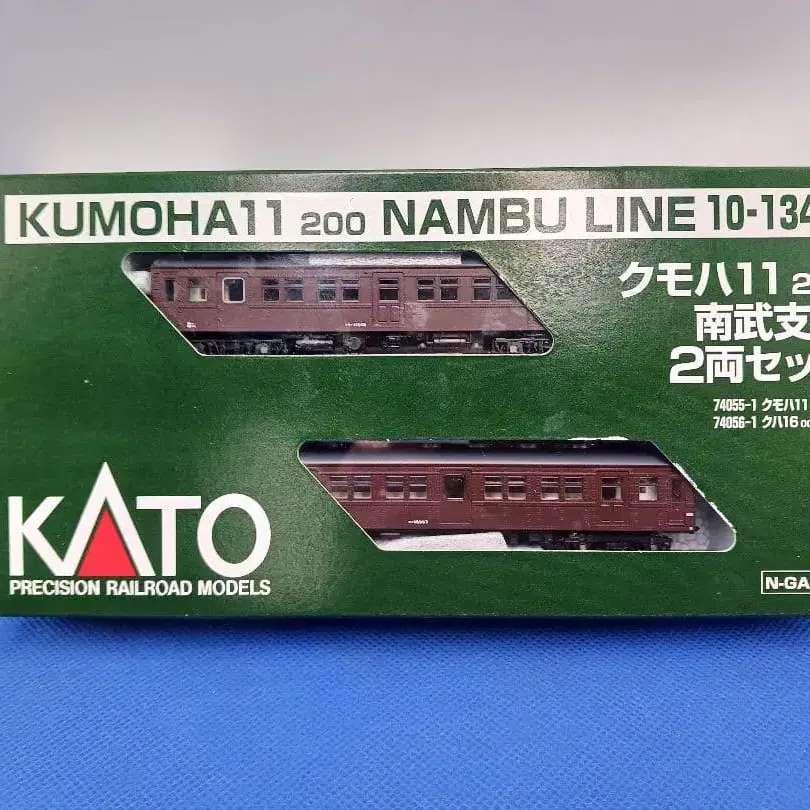 KUMOHA11 200 NAMBU LINE 10-134
クモハ11 2
南武支
2両セッ
74055-1 クモハ11
74056-1 クハ16 00
KATO
PRECISION RAILROAD MODELS
N-GA